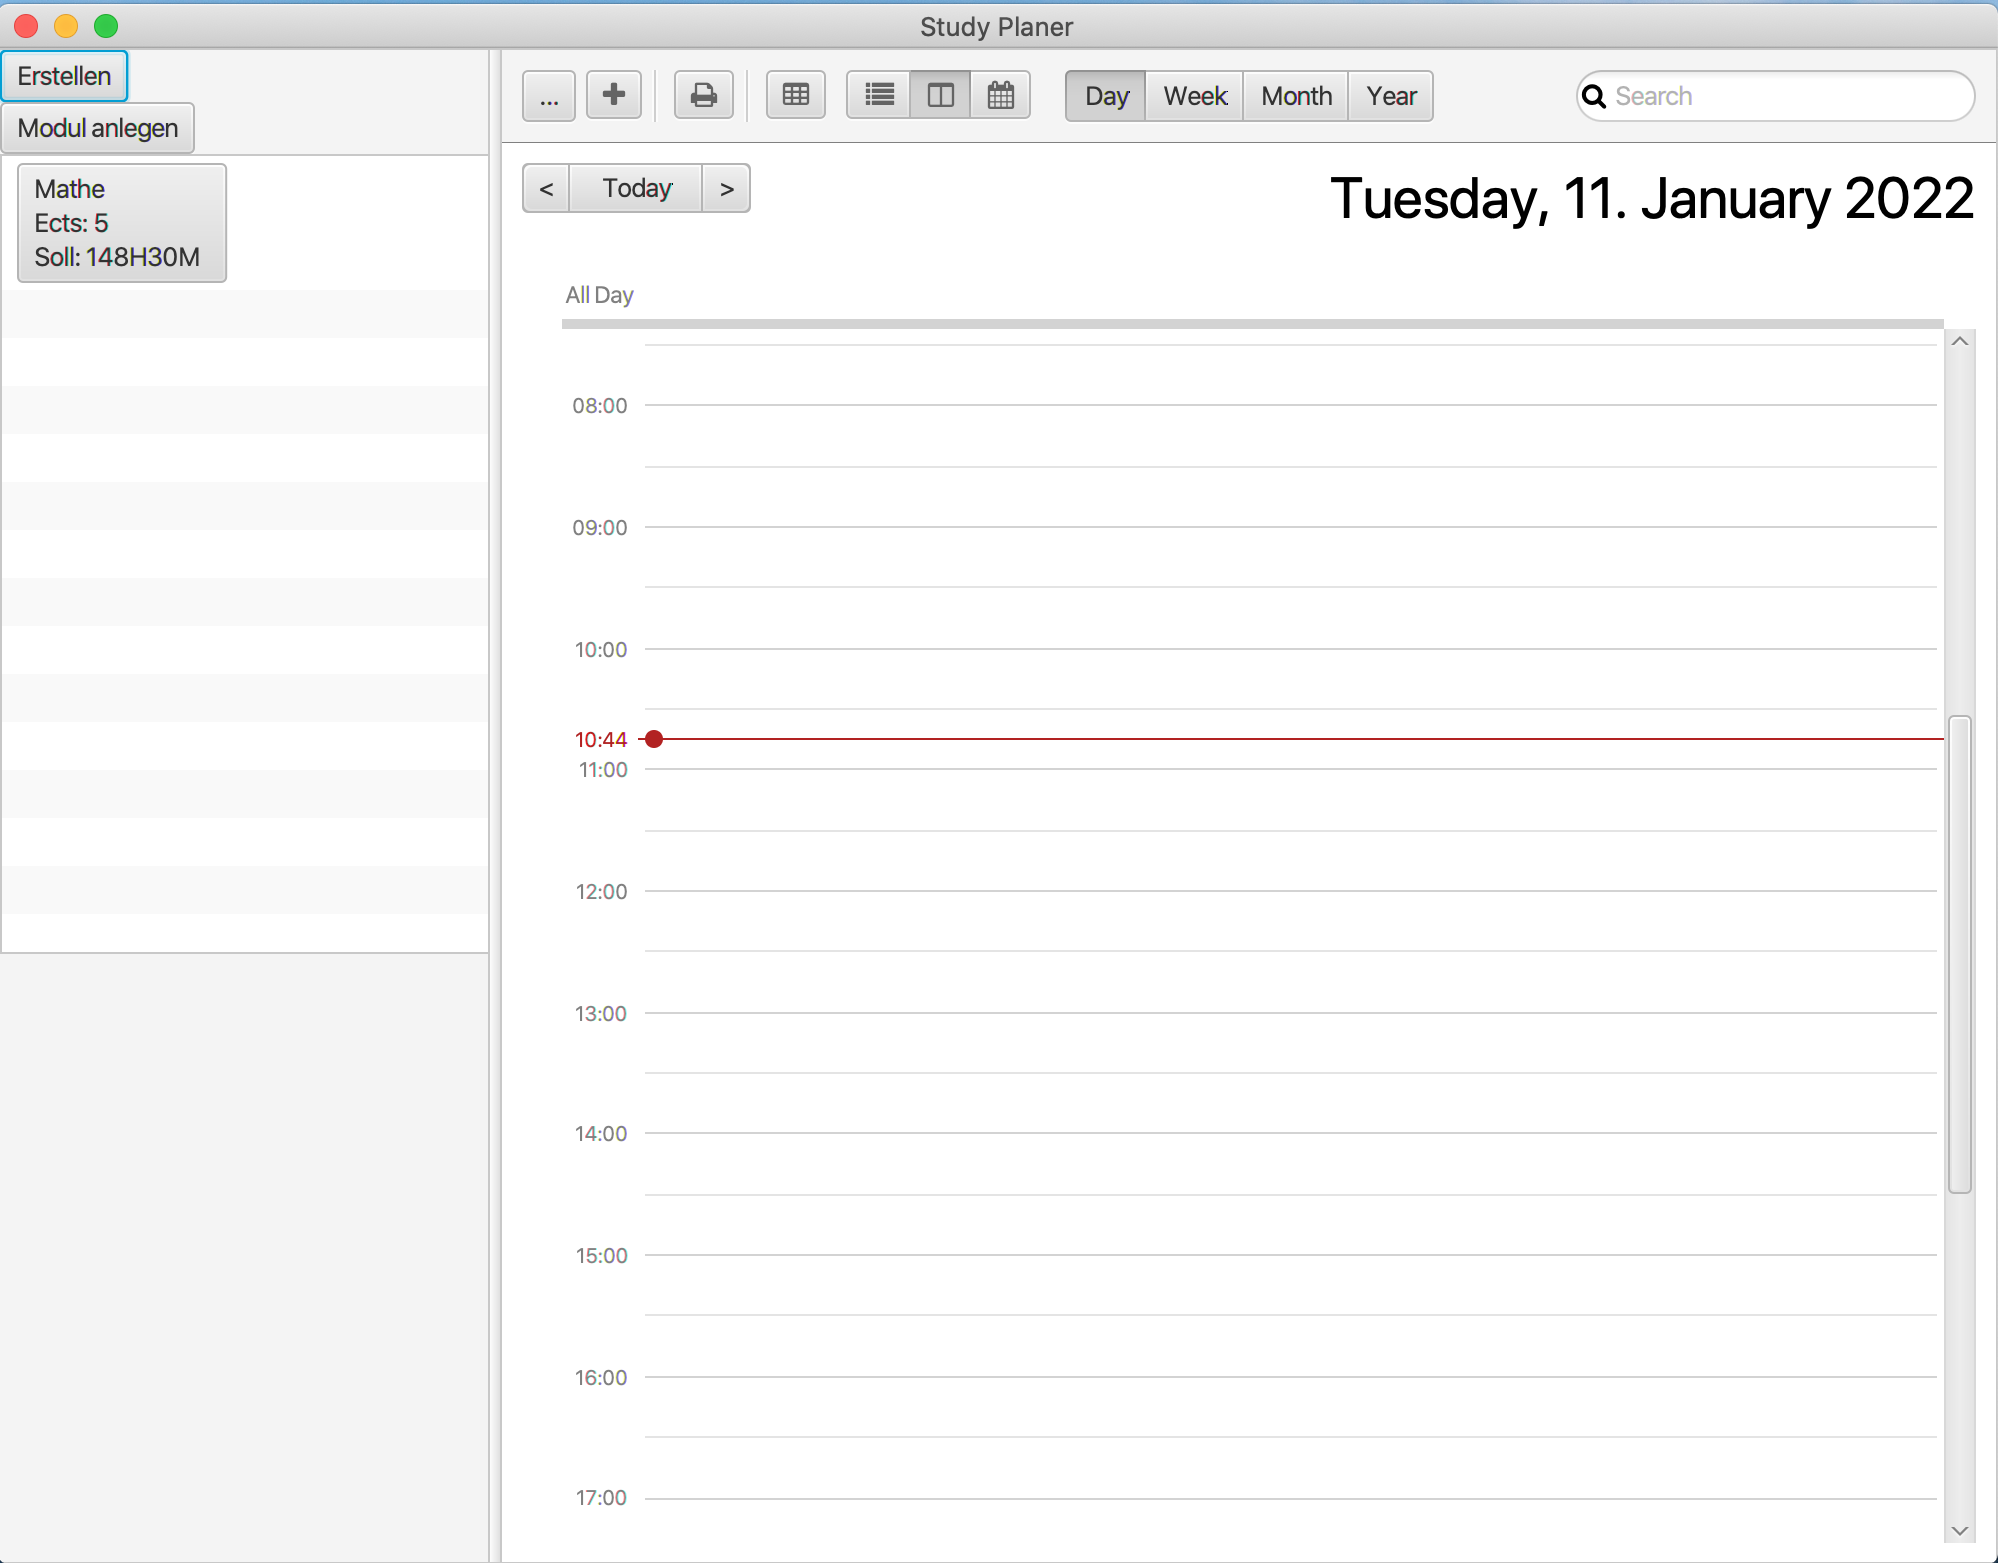 Study Planer
Erstellen
Modul anlegen
Mathe
Ects: 5
Soll: 148H30M
...
Day Week Month Year
Search
< Today >
Tuesday, 11. January 2022
All Day
08:00
09:00
10:00
10:44
11:00
12:00
13:00
14:00
15:00
16:00
17:00